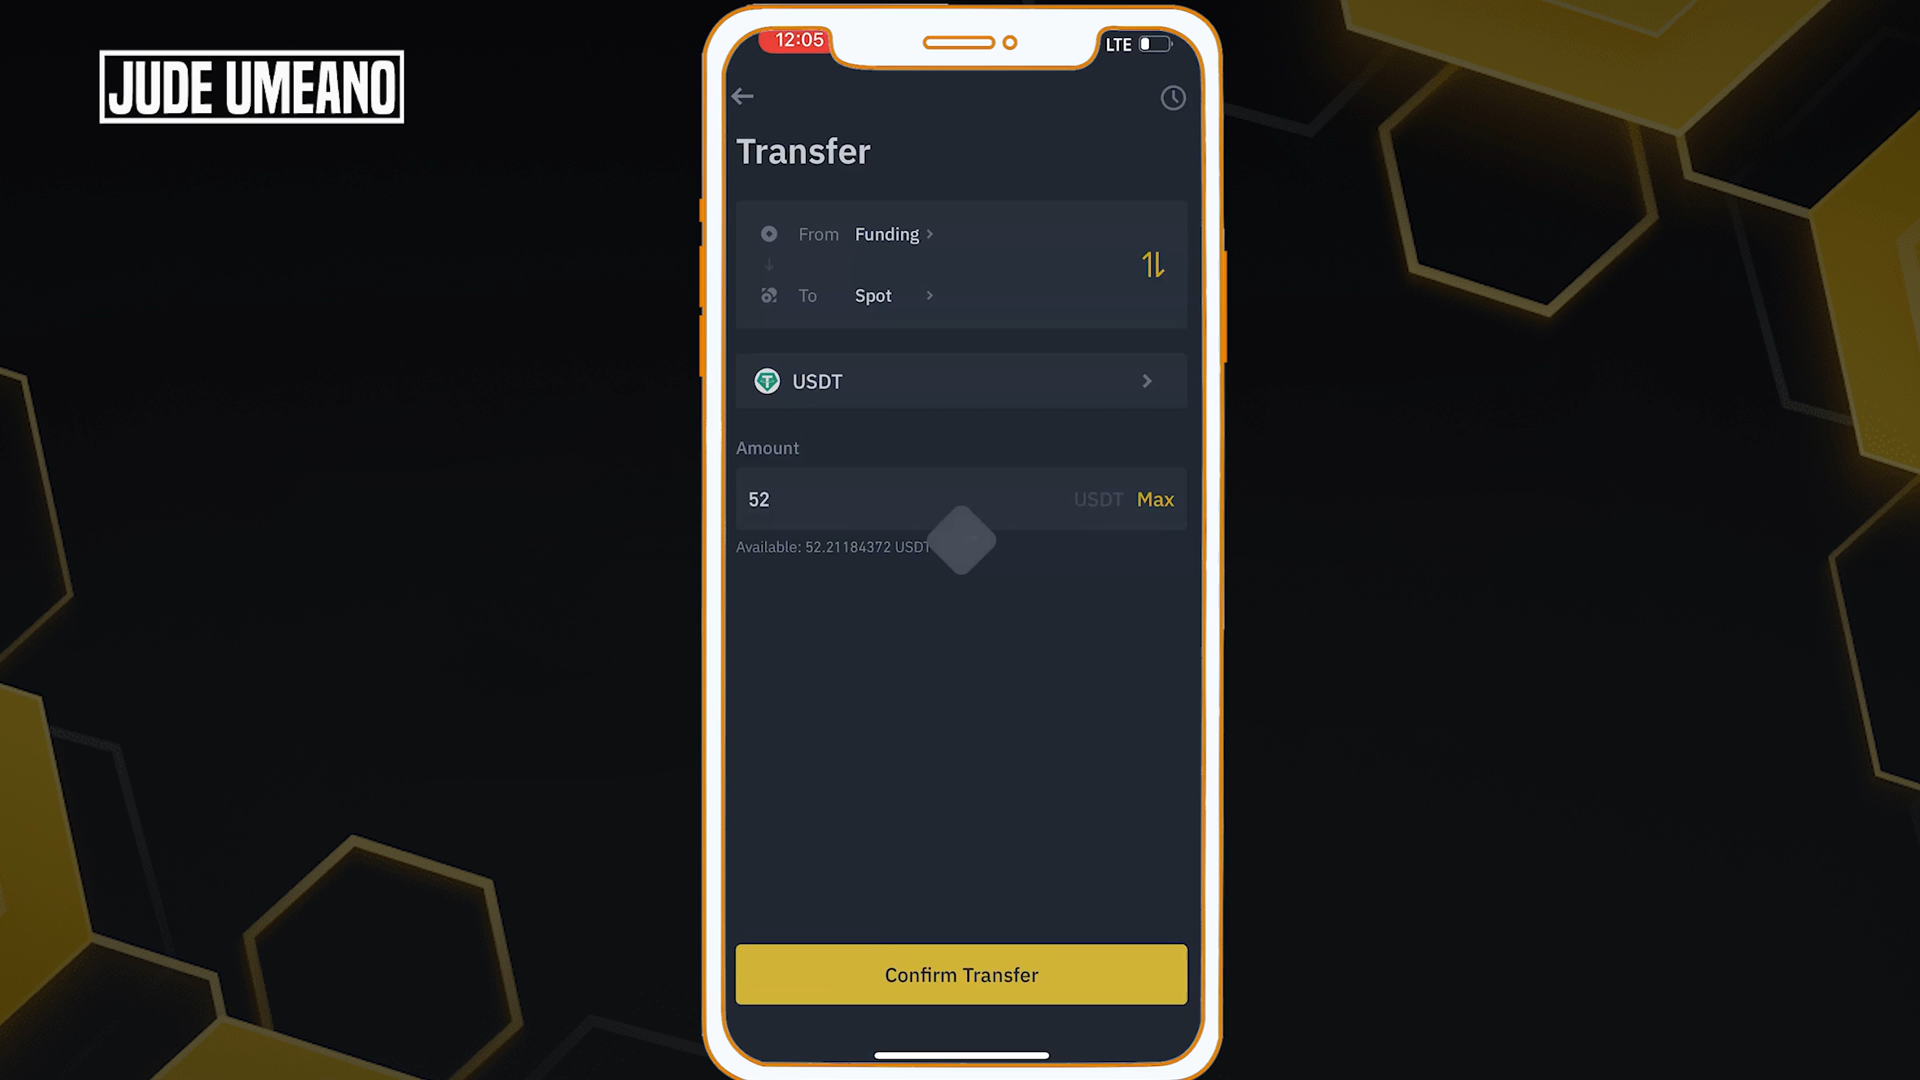 JUDE UMEANO
12:05
LTE
Transfer
From Funding
To Spot
USDT
Amount
52 USDT Max
Available: 52.21184372 USDT
Confirm Transfer